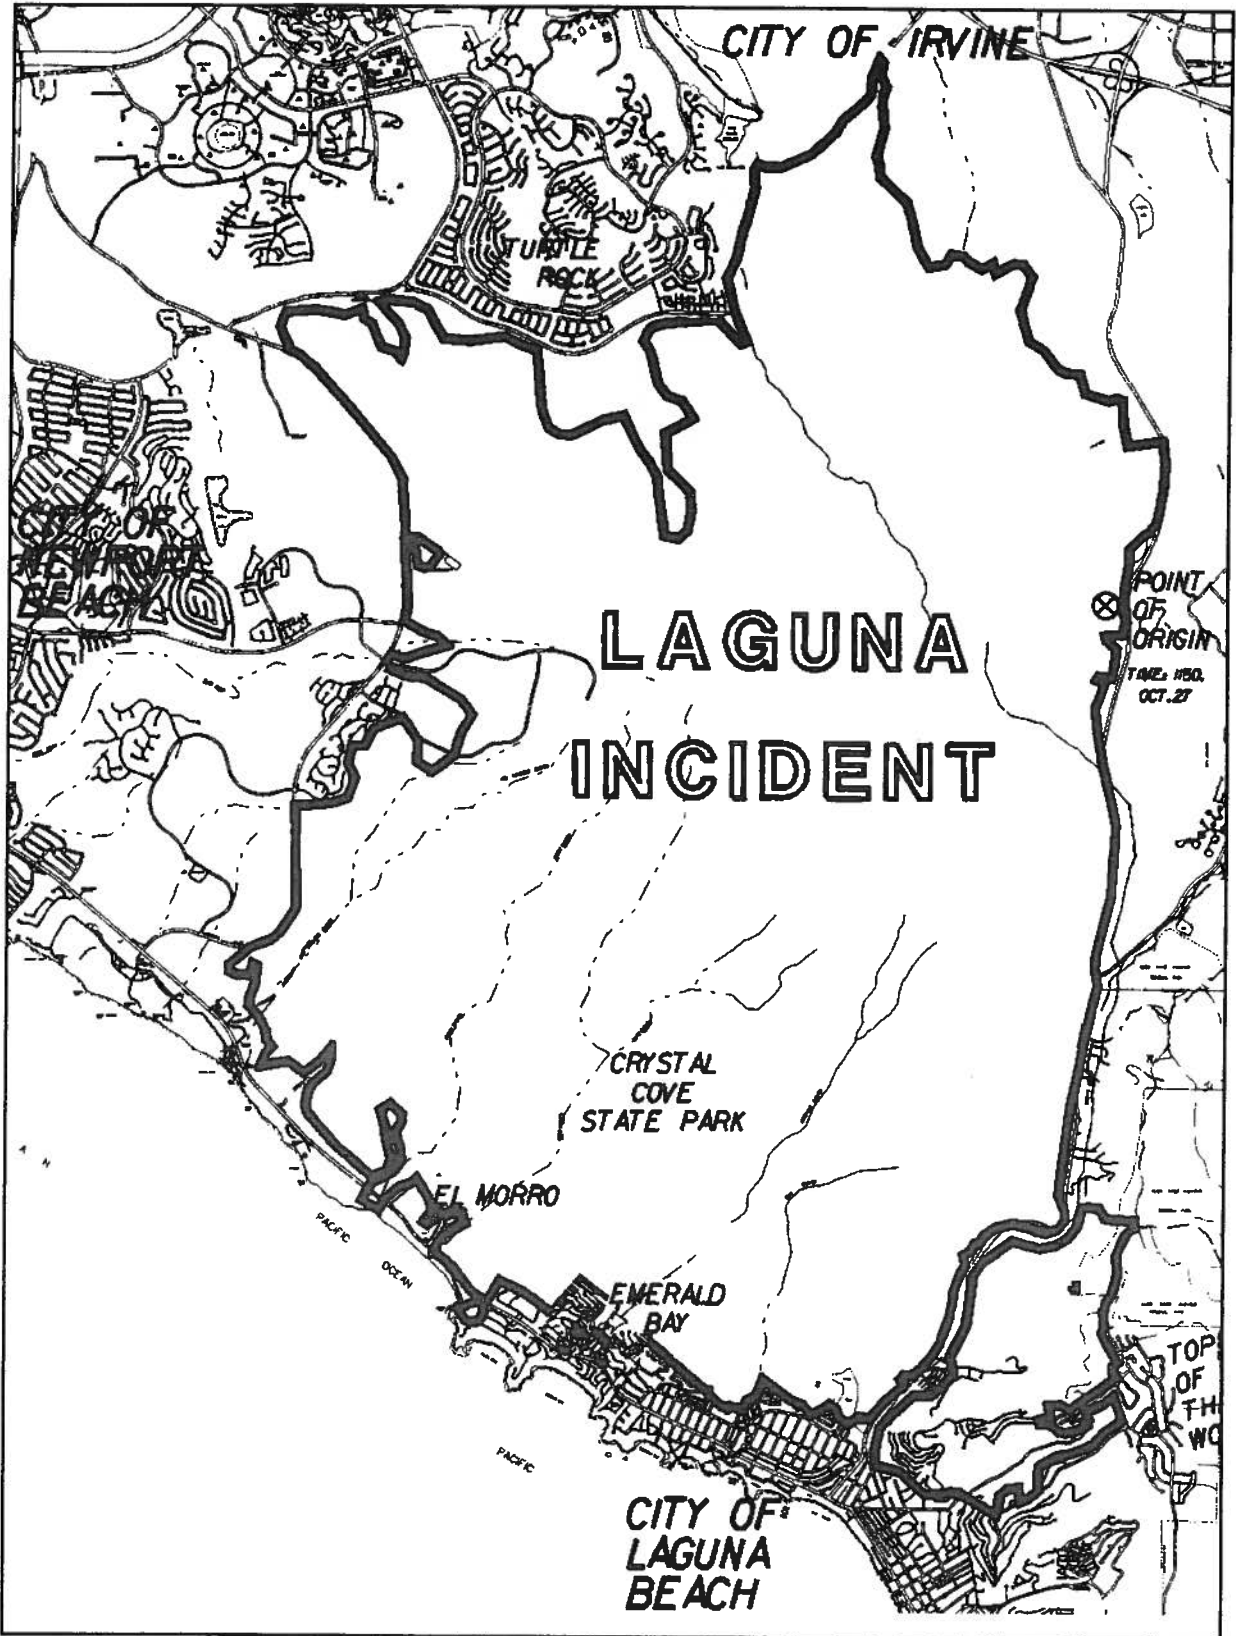 CITY OF IRVINE
TURTLE
ROCK
CITY OF
NEWPORT
BEACH
POINT
OF
ORIGIN
TIME: 1150.
OCT. 27
LAGUNA
INCIDENT
CRYSTAL
COVE
STATE PARK
EL MORRO
PACIFIC
OCEAN
EMERALD
BAY
TOP
OF
TH
WO
PACIFIC
CITY OF
LAGUNA
BEACH